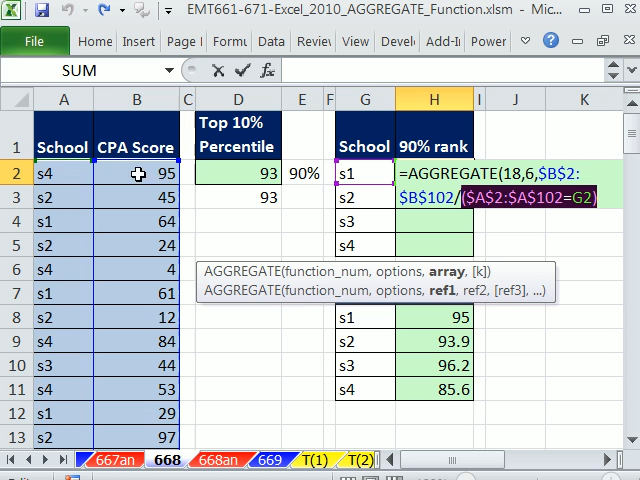 EMT661-671-Excel_2010_AGGREGATE_Function.xlsm - Mic...
File Home Insert Page Form Data Review View Devel Add-In Power
SUM fx
A B C D E F G H I J K
1 School CPA Score Top 10% Percentile School 90% rank
2 s4 95 93 90% s1 =AGGREGATE(18,6,$B$2:
3 s2 45 93 s2 $B$102/($A$2:$A$102=G2)
4 s1 64 s3
5 s2 24 s4
6 s4 4 AGGREGATE(function_num, options, array, [k])
7 s1 61 AGGREGATE(function_num, options, ref1, ref2, [ref3], ...)
8 s2 12 s1 95
9 s4 84 s2 93.9
10 s3 44 s3 96.2
11 s4 53 s4 85.6
12 s1 29
13 s2 97
667an 668 668an 669 T(1) T(2)